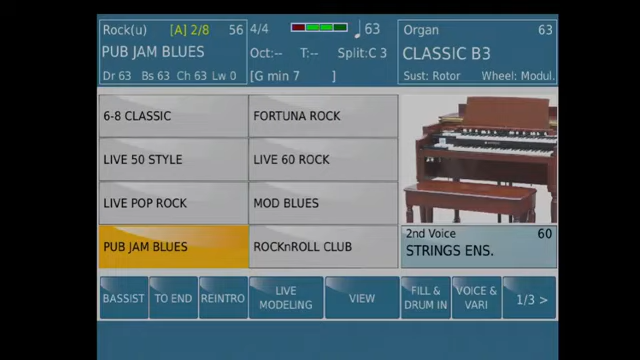 Rock(u) [A] 2/8 56
PUB JAM BLUES
Dr 63 Bs 63 Ch 63 Lw 0
4/4 63
Oct:-- T:-- Split:C 3
[G min 7 ]
Organ 63
CLASSIC B3
Sust: Rotor Wheel: Modul.
6-8 CLASSIC
FORTUNA ROCK
LIVE 50 STYLE
LIVE 60 ROCK
LIVE POP ROCK
MOD BLUES
PUB JAM BLUES
ROCKnROLL CLUB
2nd Voice 60
STRINGS ENS.
BASSIST
TO END
REINTRO
LIVE
MODELING
VIEW
FILL &
DRUM IN
VOICE &
VARI
1/3 >